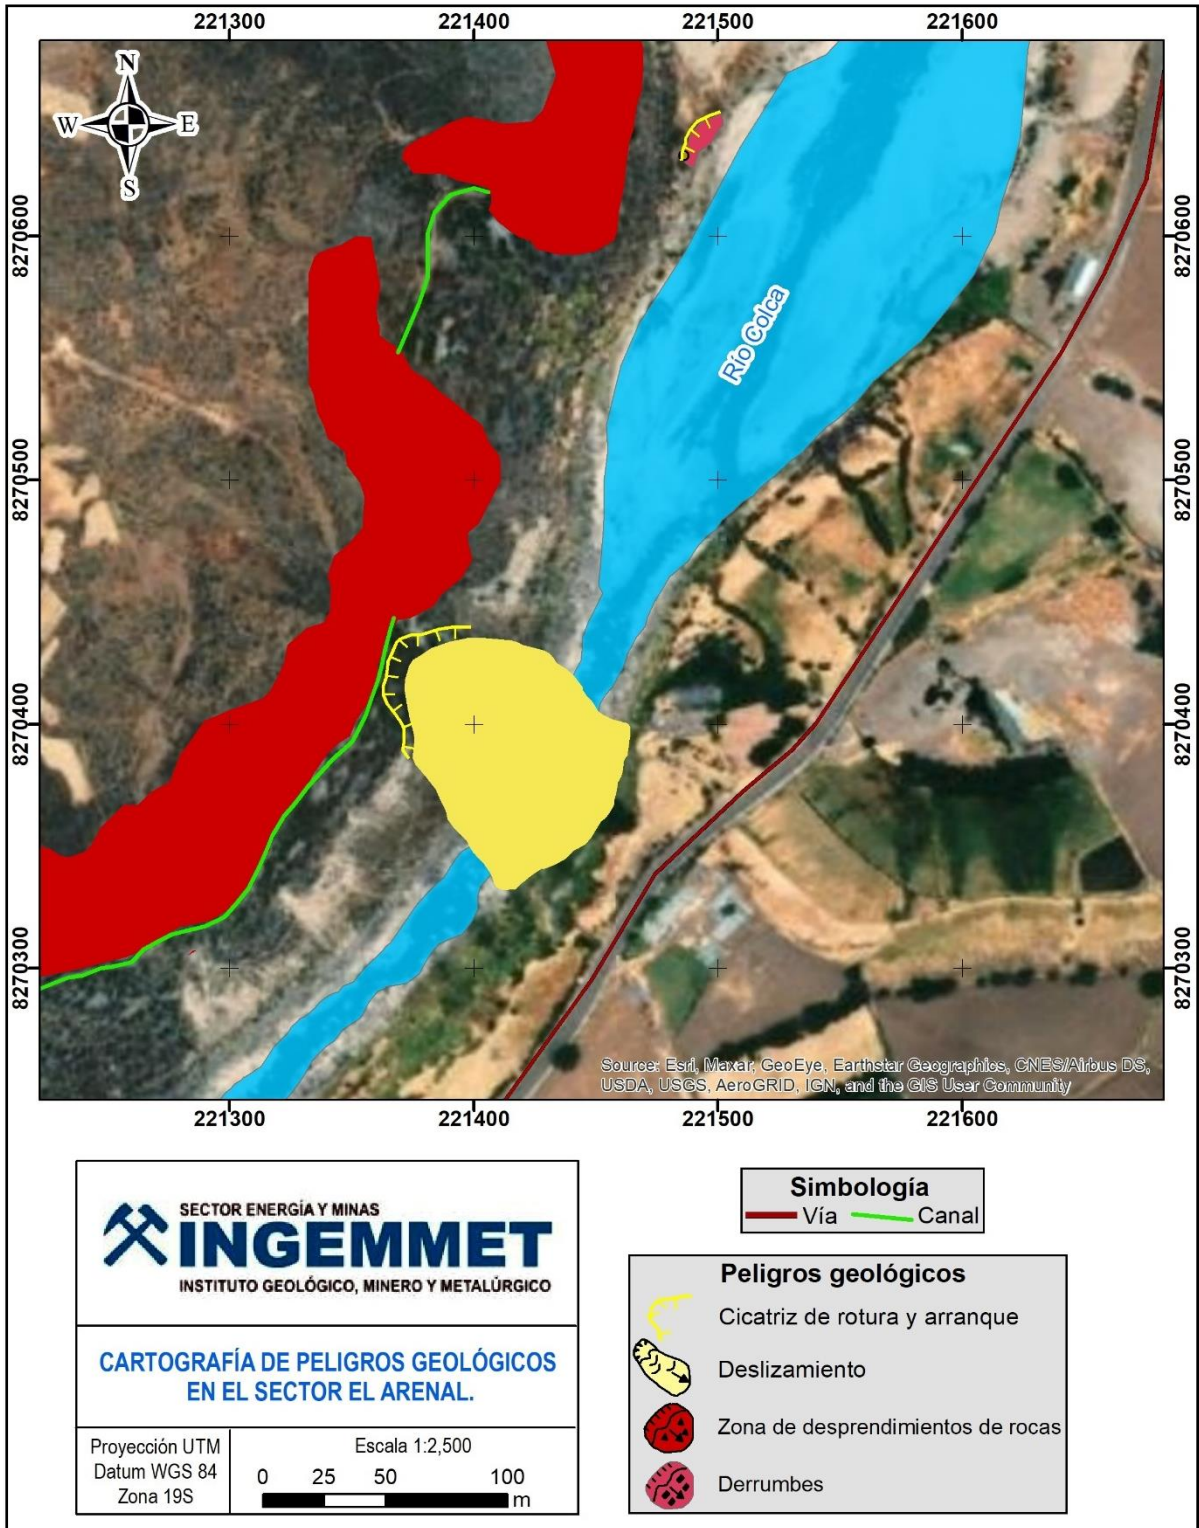 221300 221400 221500 221600
N
W E
S
8270600 8270600
Río Colca
8270500 8270500
8270400 8270400
8270300 8270300
Source: Esri, Maxar, GeoEye, Earthstar Geographics, CNES/Airbus DS,
USDA, USGS, AeroGRID, IGN, and the GIS User Community
221300 221400 221500 221600
SECTOR ENERGÍA Y MINAS
INGEMMET
INSTITUTO GEOLÓGICO, MINERO Y METALÚRGICO
CARTOGRAFÍA DE PELIGROS GEOLÓGICOS
EN EL SECTOR EL ARENAL.
Proyección UTM
Datum WGS 84
Zona 19S
Escala 1:2,500
0 25 50 100
m
Simbología
Vía Canal
Peligros geológicos
Cicatriz de rotura y arranque
Deslizamiento
Zona de desprendimientos de rocas
Derrumbes